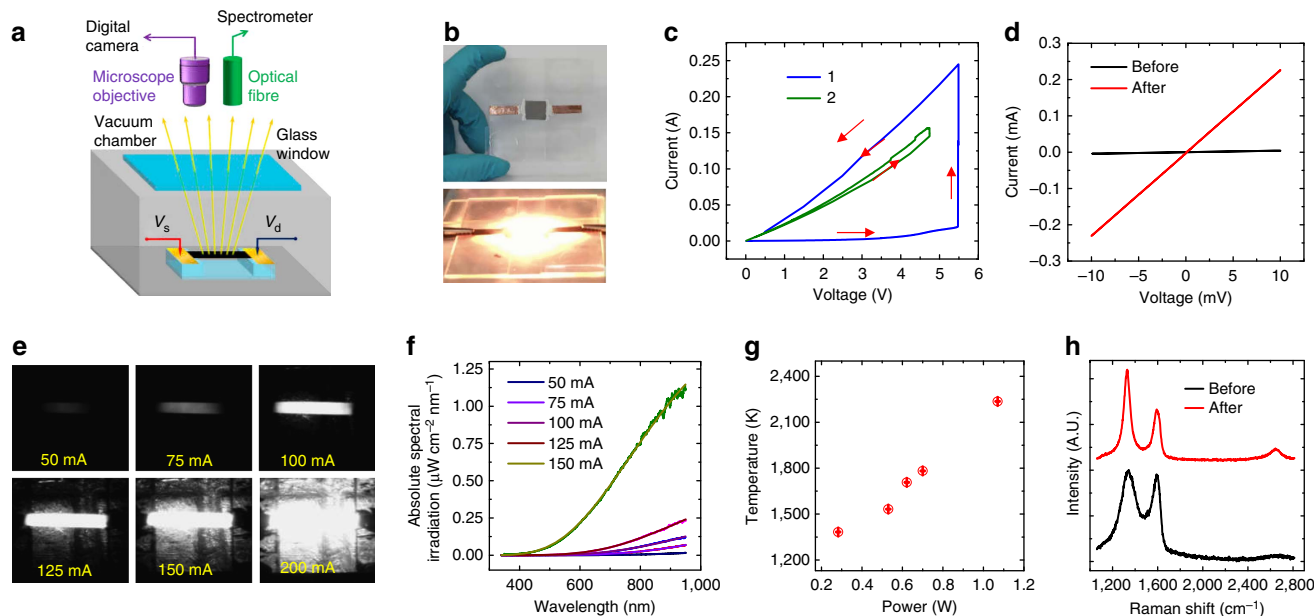 a
Digital
camera
Spectrometer
Microscope
objective
Optical
fibre
Vacuum
chamber
Glass
window
Vs
Vd
b
c
Current (A)
0.25
0.20
0.15
0.10
0.05
0.00
1
2
0 1 2 3 4 5 6
Voltage (V)
d
Current (mA)
0.3
0.2
0.1
0.0
–0.1
–0.2
–0.3
Before
After
–10 –5 0 5 10
Voltage (mV)
e
50 mA
75 mA
100 mA
125 mA
150 mA
200 mA
f
Absolute spectral
irradiation (μW cm−2 nm−1)
1.25
1.00
0.75
0.50
0.25
0.00
50 mA
75 mA
100 mA
125 mA
150 mA
400 600 800 1,000
Wavelength (nm)
g
Temperature (K)
2,400
2,100
1,800
1,500
1,200
0.2 0.4 0.6 0.8 1.0 1.2
Power (W)
h
Intensity (A.U.)
Before
After
1,200 1,600 2,000 2,400 2,800
Raman shift (cm−1)